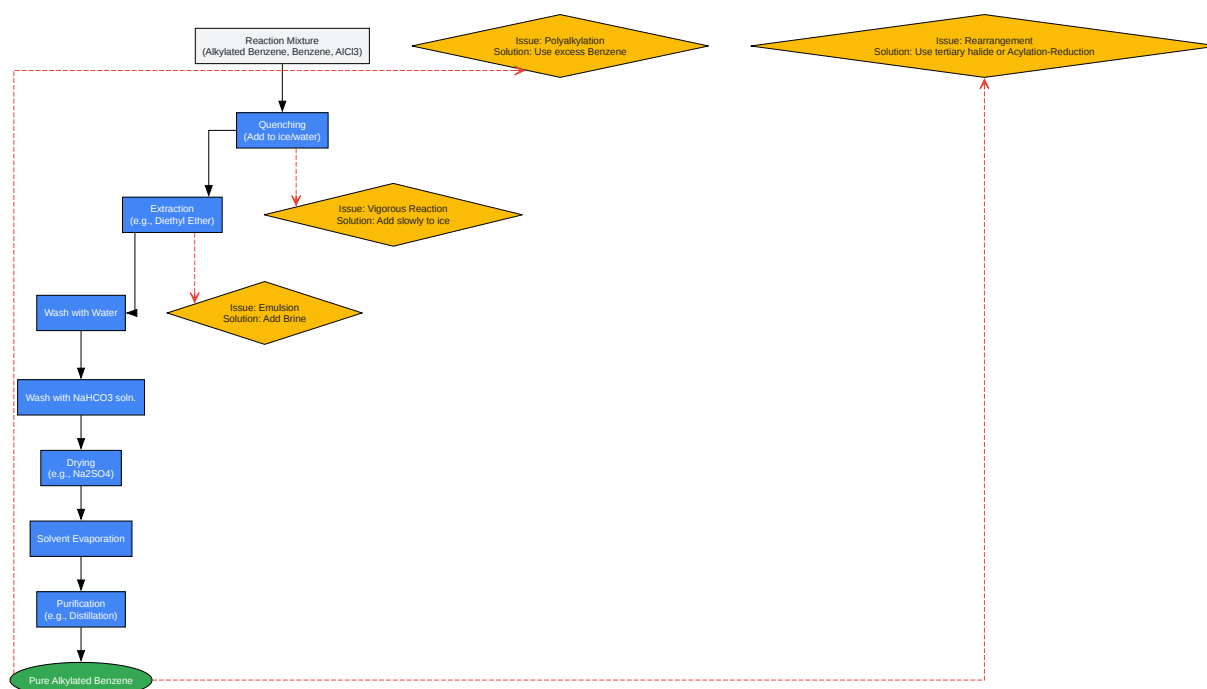 Reaction Mixture
(Alkylated Benzene, Benzene, AlCl3)
Issue: Polyalkylation
Solution: Use excess Benzene
Issue: Rearrangement
Solution: Use tertiary halide or Acylation-Reduction
Quenching
(Add to ice/water)
Extraction
(e.g., Diethyl Ether)
Issue: Vigorous Reaction
Solution: Add slowly to ice
Wash with Water
Issue: Emulsion
Solution: Add Brine
Wash with NaHCO3 soln.
Drying
(e.g., Na2SO4)
Solvent Evaporation
Purification
(e.g., Distillation)
Pure Alkylated Benzene